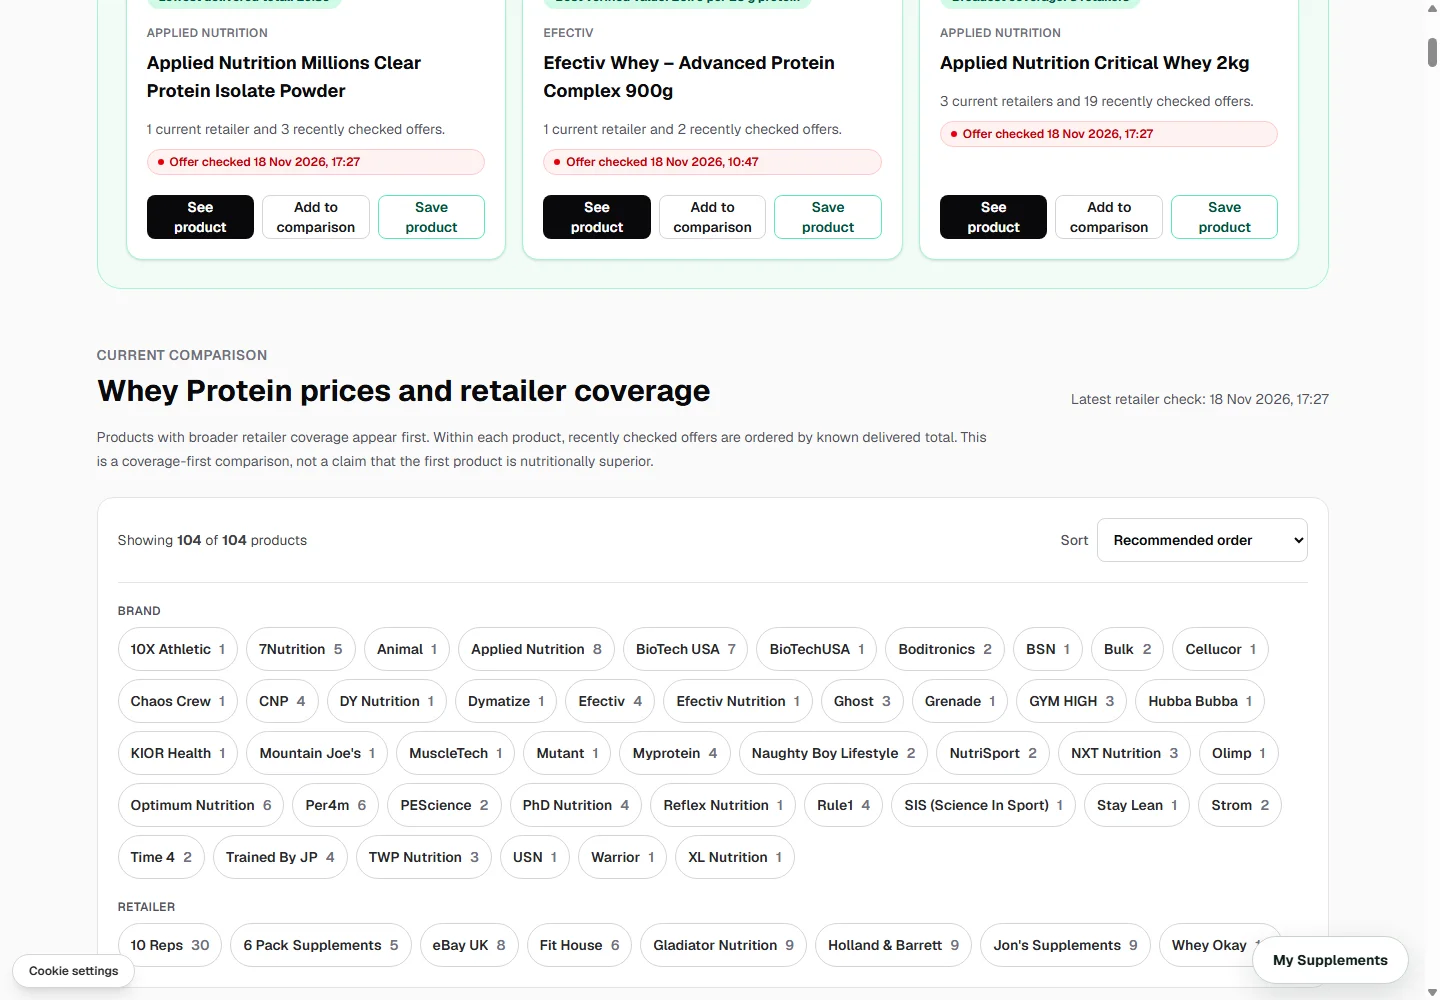 APPLIED NUTRITION
Applied Nutrition Millions Clear
Protein Isolate Powder
1 current retailer and 3 recently checked offers.
Offer checked 18 Nov 2026, 17:27
See product
Add to comparison
Save product
EFECTIV
Efectiv Whey – Advanced Protein
Complex 900g
1 current retailer and 2 recently checked offers.
Offer checked 18 Nov 2026, 10:47
See product
Add to comparison
Save product
APPLIED NUTRITION
Applied Nutrition Critical Whey 2kg
3 current retailers and 19 recently checked offers.
Offer checked 18 Nov 2026, 17:27
See product
Add to comparison
Save product
CURRENT COMPARISON
Whey Protein prices and retailer coverage
Latest retailer check: 18 Nov 2026, 17:27
Products with broader retailer coverage appear first. Within each product, recently checked offers are ordered by known delivered total. This
is a coverage-first comparison, not a claim that the first product is nutritionally superior.
Showing 104 of 104 products
Sort Recommended order
BRAND
10X Athletic 1 7Nutrition 5 Animal 1 Applied Nutrition 8 BioTech USA 7 BioTechUSA 1 Boditronics 2 BSN 1 Bulk 2 Cellucor 1
Chaos Crew 1 CNP 4 DY Nutrition 1 Dymatize 1 Efectiv 4 Efectiv Nutrition 1 Ghost 3 Grenade 1 GYM HIGH 3 Hubba Bubba 1
KIOR Health 1 Mountain Joe's 1 MuscleTech 1 Mutant 1 Myprotein 4 Naughty Boy Lifestyle 2 NutriSport 2 NXT Nutrition 3 Olimp 1
Optimum Nutrition 6 Per4m 6 PEScience 2 PhD Nutrition 4 Reflex Nutrition 1 Rule1 4 SIS (Science In Sport) 1 Stay Lean 1 Strom 2
Time 4 2 Trained By JP 4 TWP Nutrition 3 USN 1 Warrior 1 XL Nutrition 1
RETAILER
10 Reps 30 6 Pack Supplements 5 eBay UK 8 Fit House 6 Gladiator Nutrition 9 Holland & Barrett 9 Jon's Supplements 9 Whey Okay
Cookie settings
My Supplements